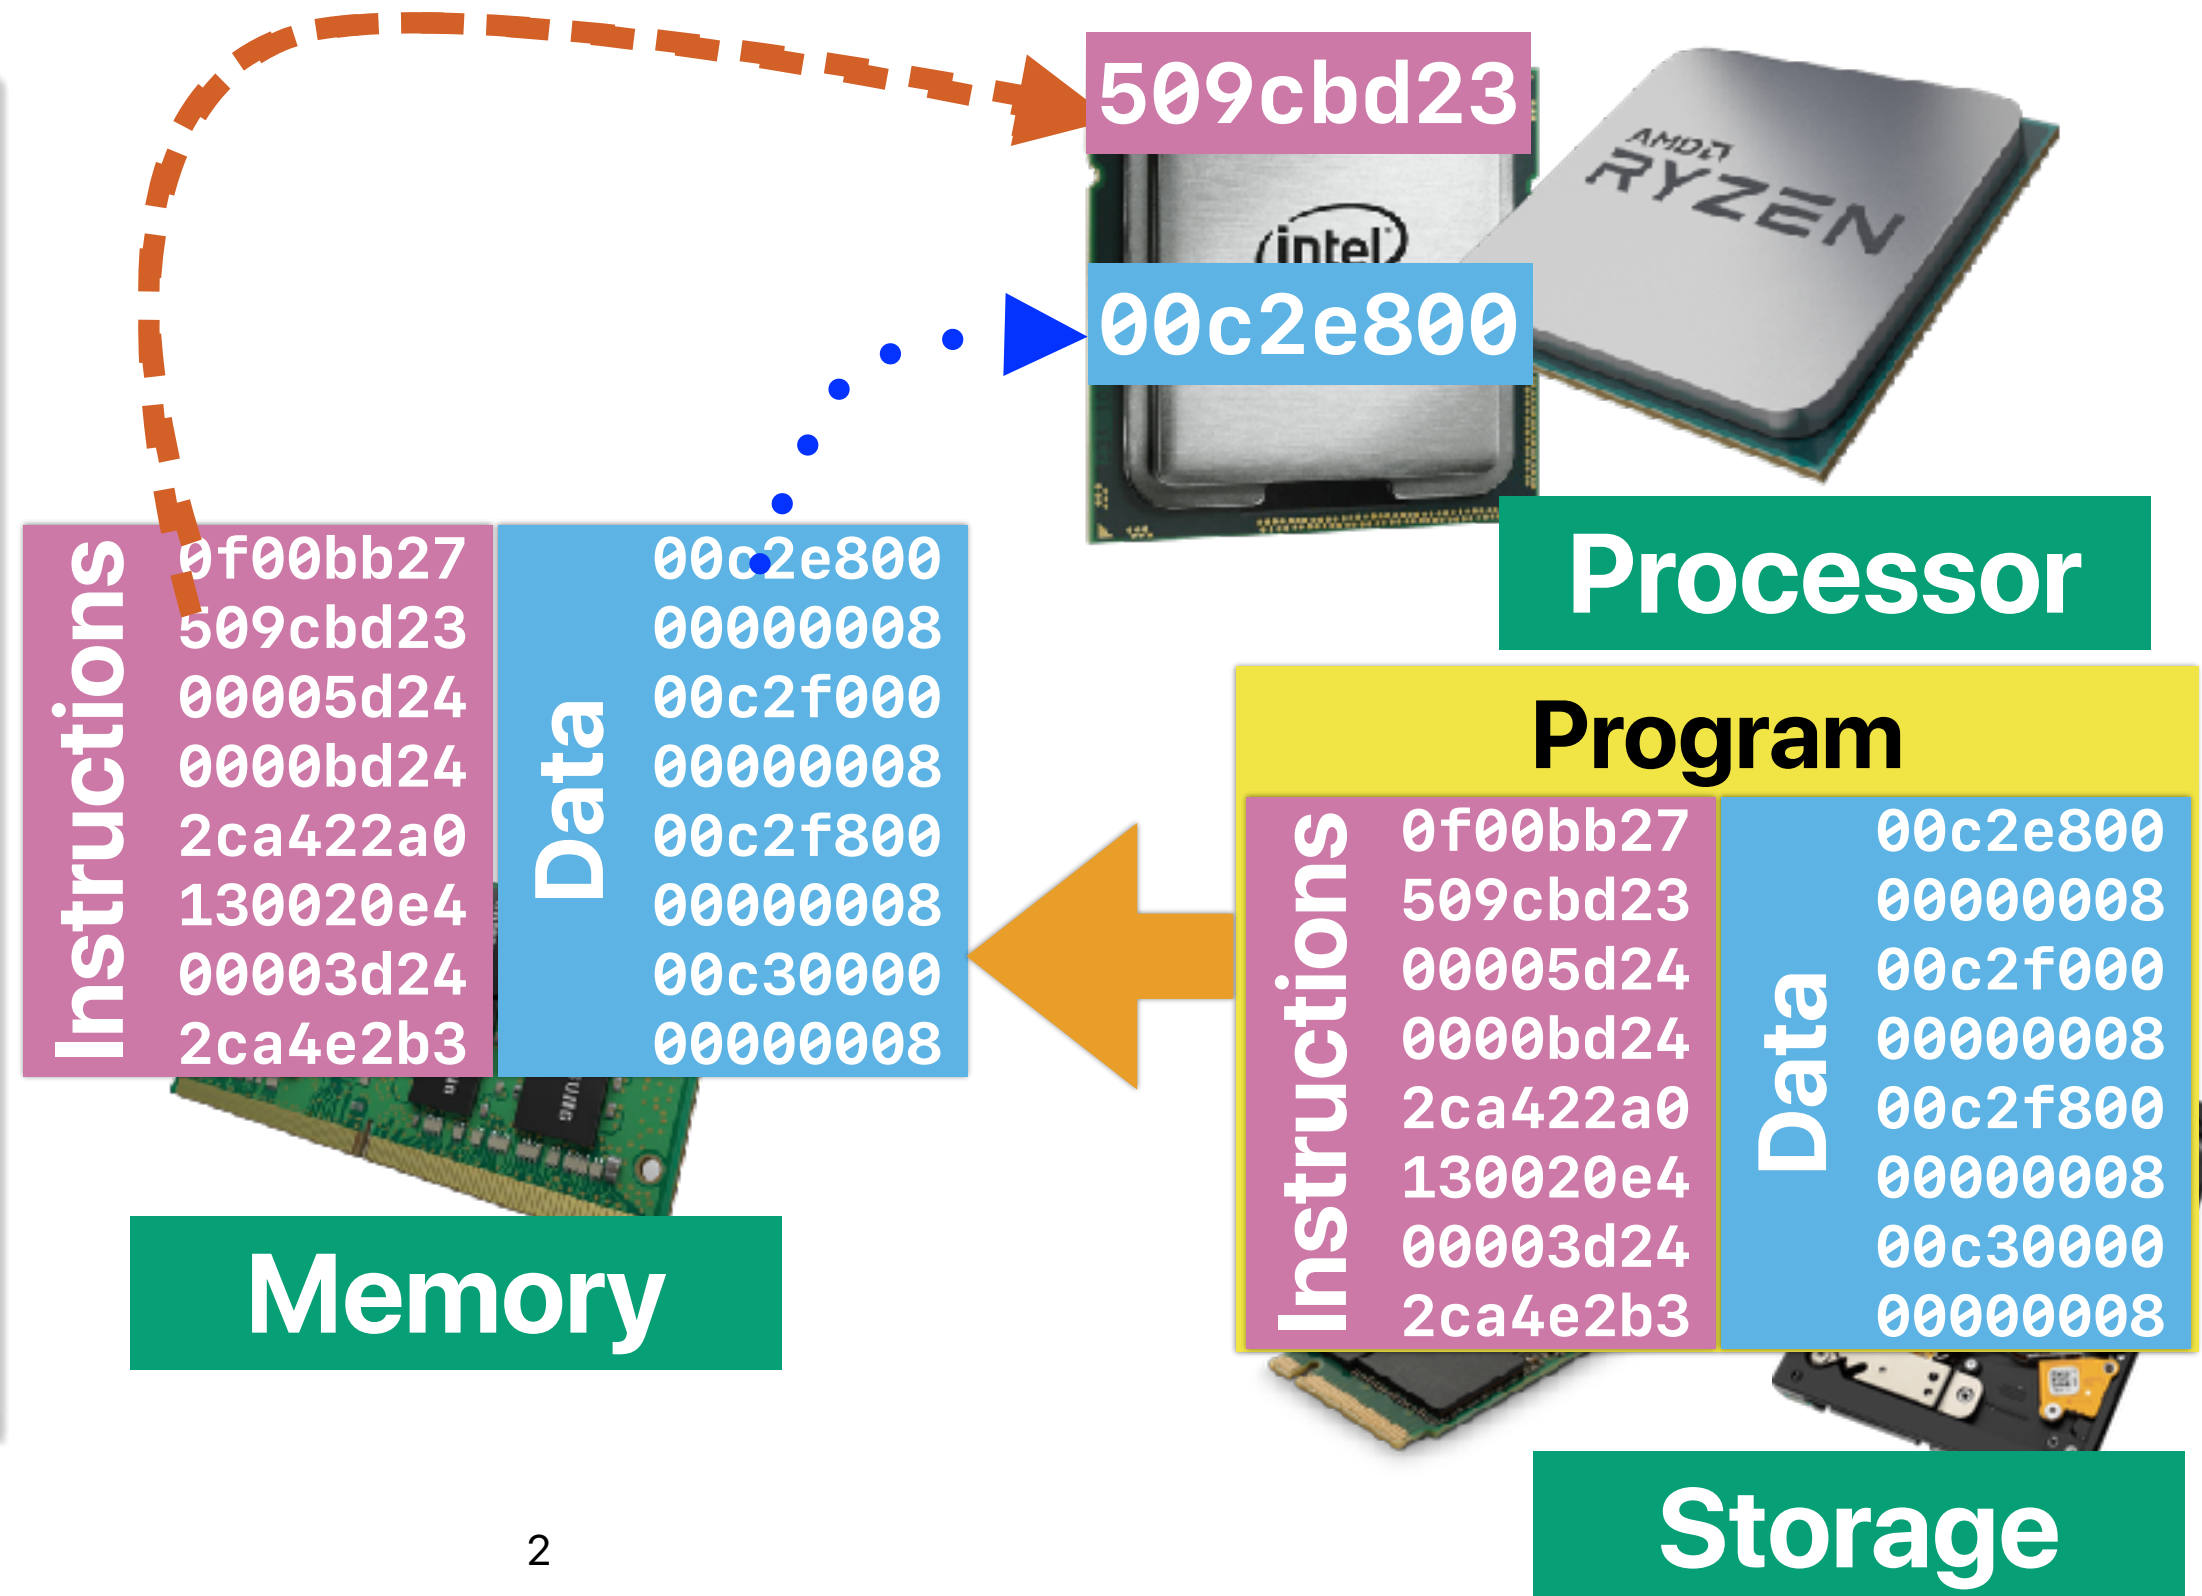 509cbd23
AMD
RYZEN
intel
00c2e800
Processor
Instructions
0f00bb27
509cbd23
00005d24
0000bd24
2ca422a0
130020e4
00003d24
2ca4e2b3
Data
00c2e800
00000008
00c2f000
00000008
00c2f800
00000008
00c30000
00000008
Memory
Program
Instructions
0f00bb27
509cbd23
00005d24
0000bd24
2ca422a0
130020e4
00003d24
2ca4e2b3
Data
00c2e800
00000008
00c2f000
00000008
00c2f800
00000008
00c30000
00000008
Storage
2